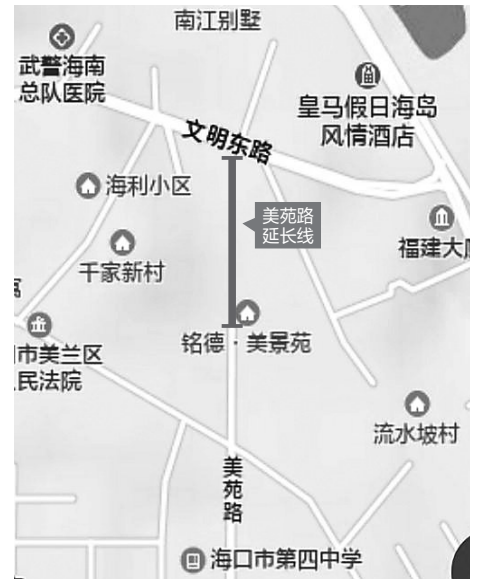 南江别墅
武警海南
总队医院
皇马假日海岛
风情酒店
文明东路
海利小区
美苑路
延长线
福建大
千家新村
铭德·美景苑
市美兰区
民法院
流水坡村
美苑路
海口市第四中学